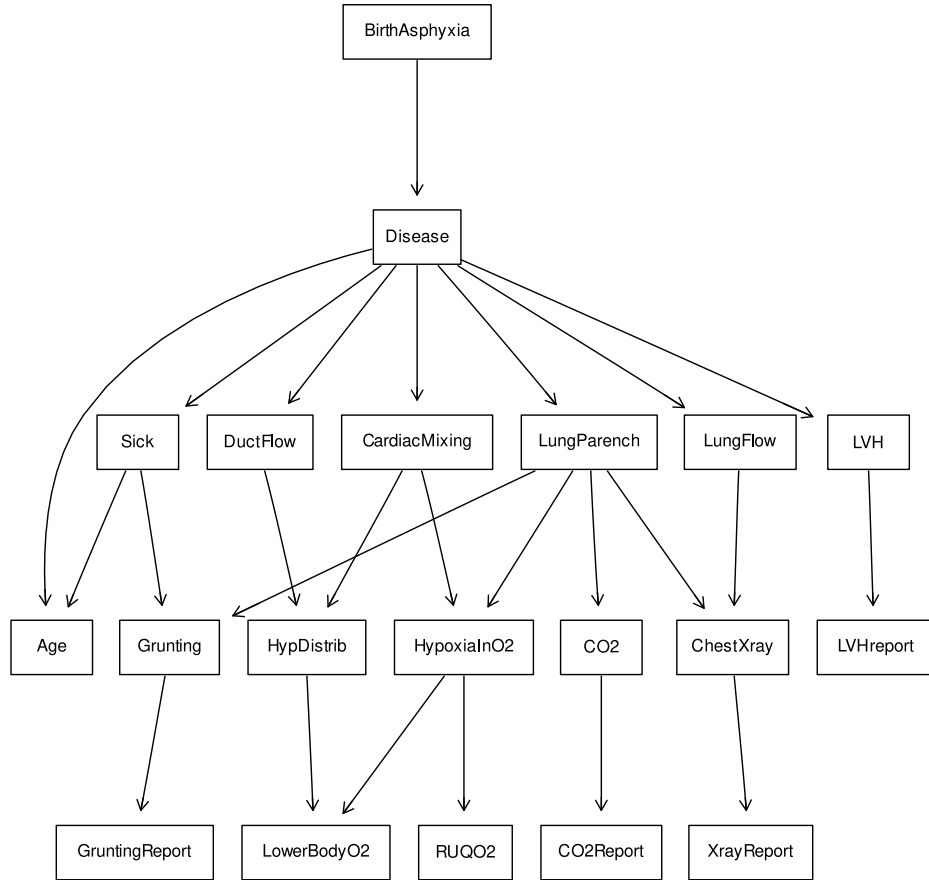 BirthAsphyxia
Disease
Sick
DuctFlow
CardiacMixing
LungParench
LungFlow
LVH
Age
Grunting
HypDistrib
HypoxiaInO2
CO2
ChestXray
LVHreport
GruntingReport
LowerBodyO2
RUQO2
CO2Report
XrayReport